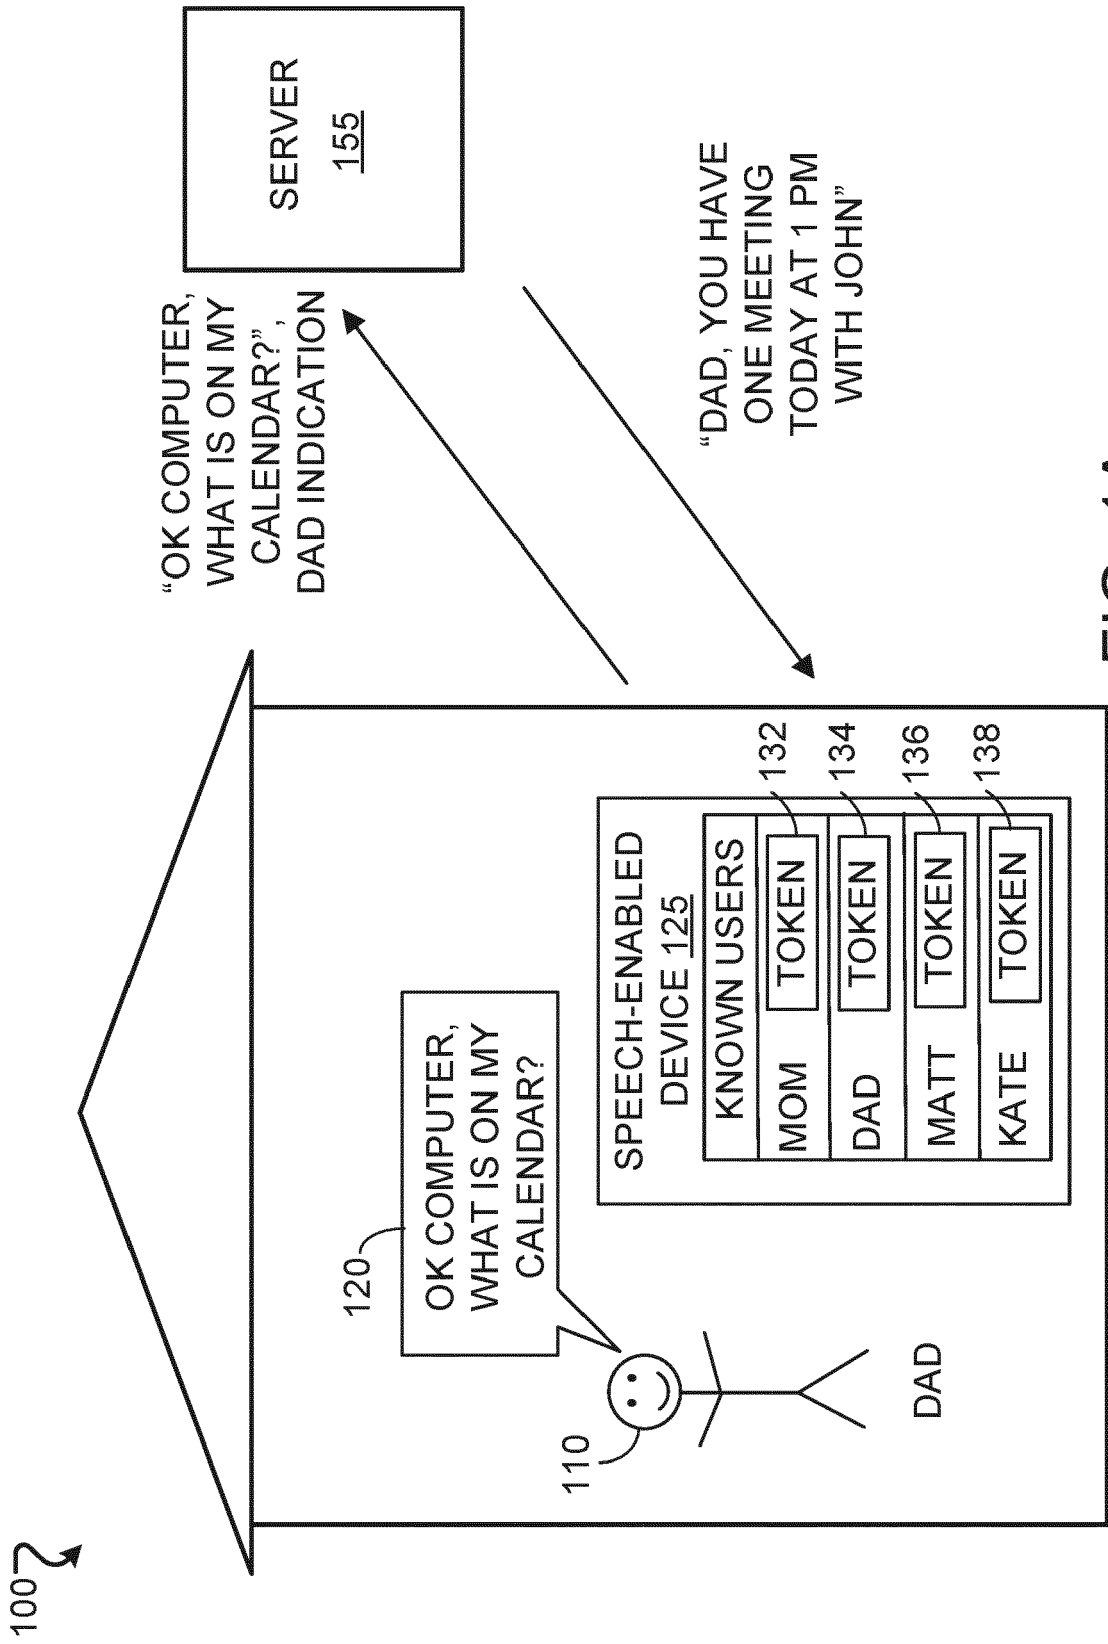 100
SERVER
155
“OK COMPUTER,
WHAT IS ON MY
CALENDAR?”,
DAD INDICATION
“DAD, YOU HAVE
ONE MEETING
TODAY AT 1 PM
WITH JOHN”
120
OK COMPUTER,
WHAT IS ON MY
CALENDAR?
110
DAD
SPEECH-ENABLED
DEVICE 125
KNOWN USERS
MOM TOKEN 132
DAD TOKEN 134
MATT TOKEN 136
KATE TOKEN 138